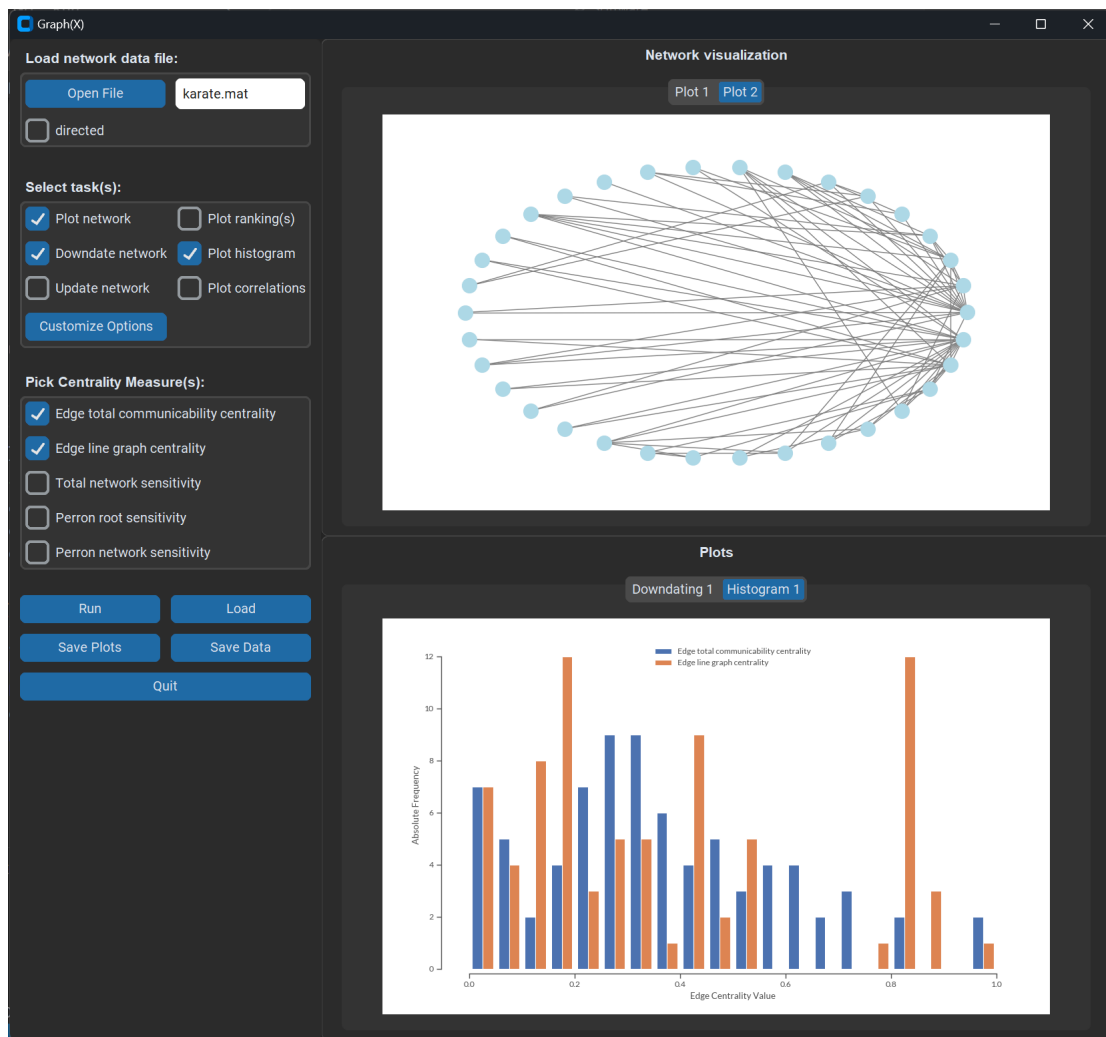 Graph(X)
Load network data file:
Open File
karate.mat
directed
Select task(s):
Plot network
Plot ranking(s)
Downdate network
Plot histogram
Update network
Plot correlations
Customize Options
Pick Centrality Measure(s):
Edge total communicability centrality
Edge line graph centrality
Total network sensitivity
Perron root sensitivity
Perron network sensitivity
Run
Load
Save Plots
Save Data
Quit
Network visualization
Plot 1
Plot 2
Plots
Downdating 1
Histogram 1
Edge total communicability centrality
Edge line graph centrality
Absolute Frequency
12
10
8
6
4
2
0
0.0
0.2
0.4
0.6
0.8
1.0
Edge Centrality Value